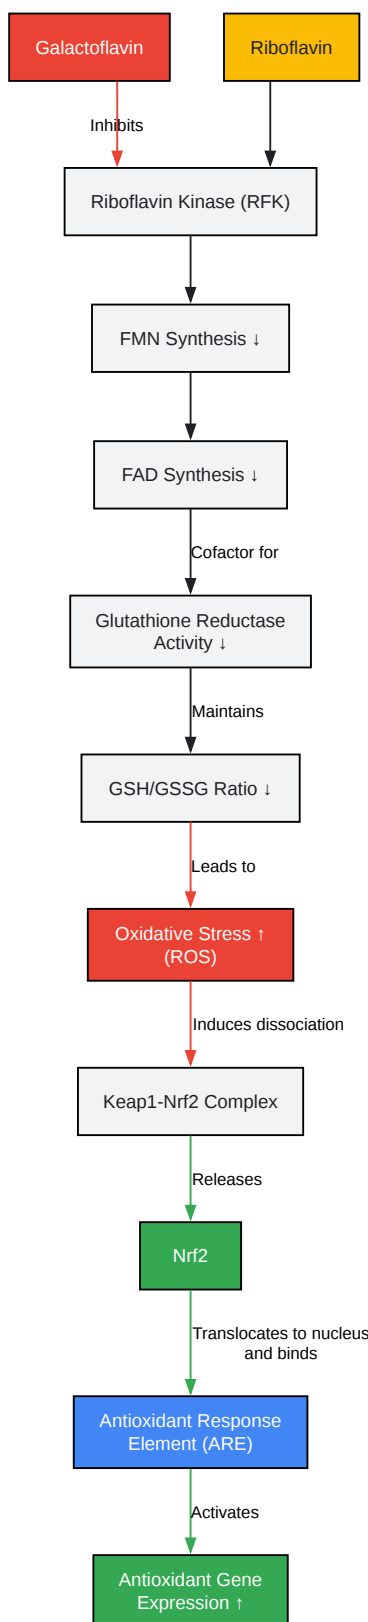 Galactoflavin
Riboflavin
Inhibits
Riboflavin Kinase (RFK)
FMN Synthesis ↓
FAD Synthesis ↓
Cofactor for
Glutathione Reductase
Activity ↓
Maintains
GSH/GSSG Ratio ↓
Leads to
Oxidative Stress ↑
(ROS)
Induces dissociation
Keap1-Nrf2 Complex
Releases
Nrf2
Translocates to nucleus
and binds
Antioxidant Response
Element (ARE)
Activates
Antioxidant Gene
Expression ↑